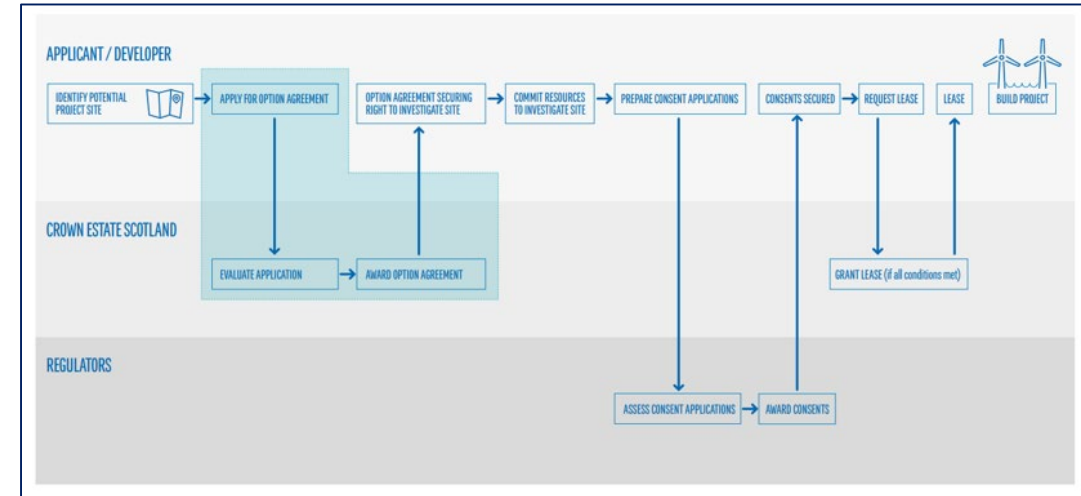 APPLICANT / DEVELOPER
IDENTIFY POTENTIAL
PROJECT SITE
APPLY FOR OPTION AGREEMENT
OPTION AGREEMENT SECURING
RIGHT TO INVESTIGATE SITE
COMMIT RESOURCES
TO INVESTIGATE SITE
PREPARE CONSENT APPLICATIONS
CONSENTS SECURED
REQUEST LEASE
LEASE
BUILD PROJECT
CROWN ESTATE SCOTLAND
EVALUATE APPLICATION
AWARD OPTION AGREEMENT
GRANT LEASE (if all conditions met)
REGULATORS
ASSESS CONSENT APPLICATIONS
AWARD CONSENTS